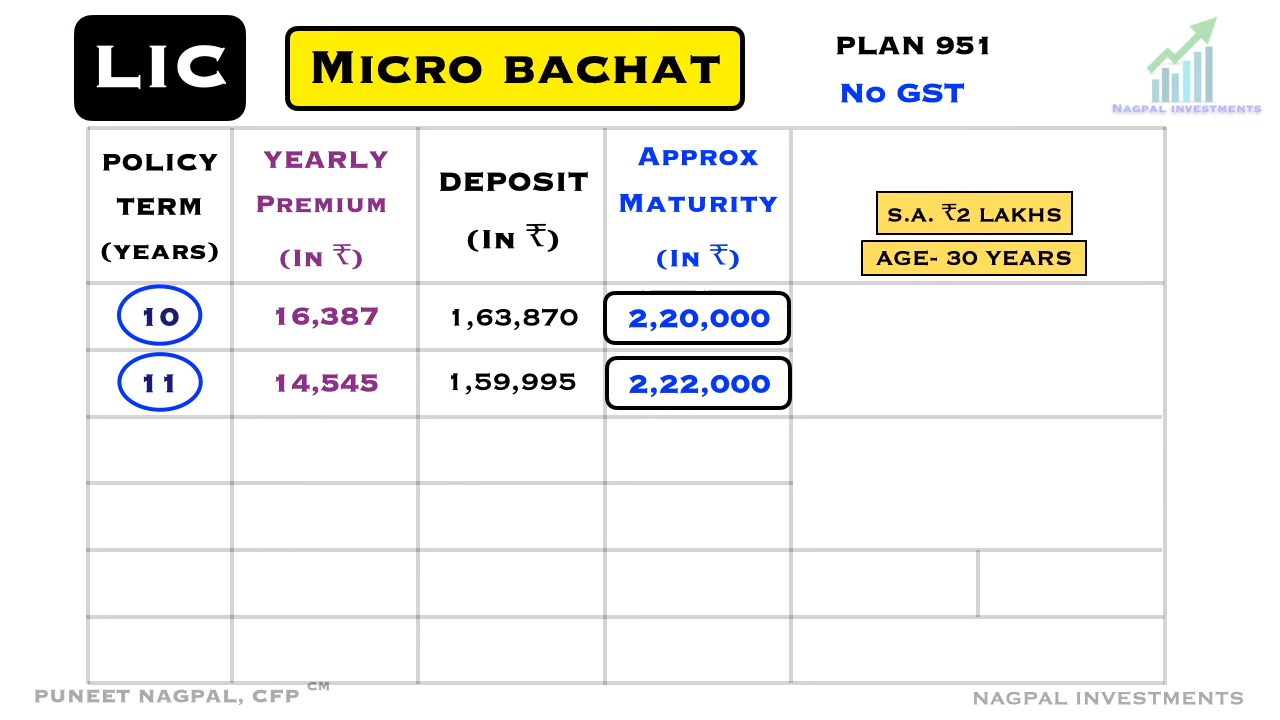 LIC
MICRO BACHAT
PLAN 951
NO GST
NAGPAL INVESTMENTS
POLICY
TERM
(YEARS)
YEARLY
PREMIUM
(IN ₹)
DEPOSIT
(IN ₹)
APPROX
MATURITY
(IN ₹)
S.A. ₹2 LAKHS
AGE- 30 YEARS
10 16,387 1,63,870 2,20,000
11 14,545 1,59,995 2,22,000
PUNEET NAGPAL, CFP CM
NAGPAL INVESTMENTS